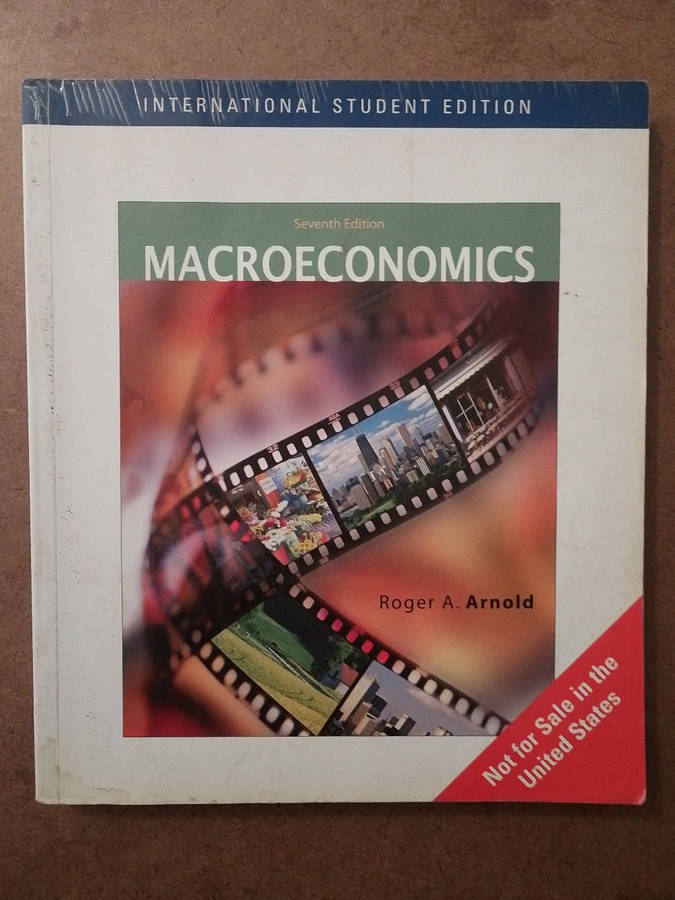 INTERNATIONAL STUDENT EDITION
Seventh Edition
MACROECONOMICS
Roger A. Arnold
Not for Sale in the
United States